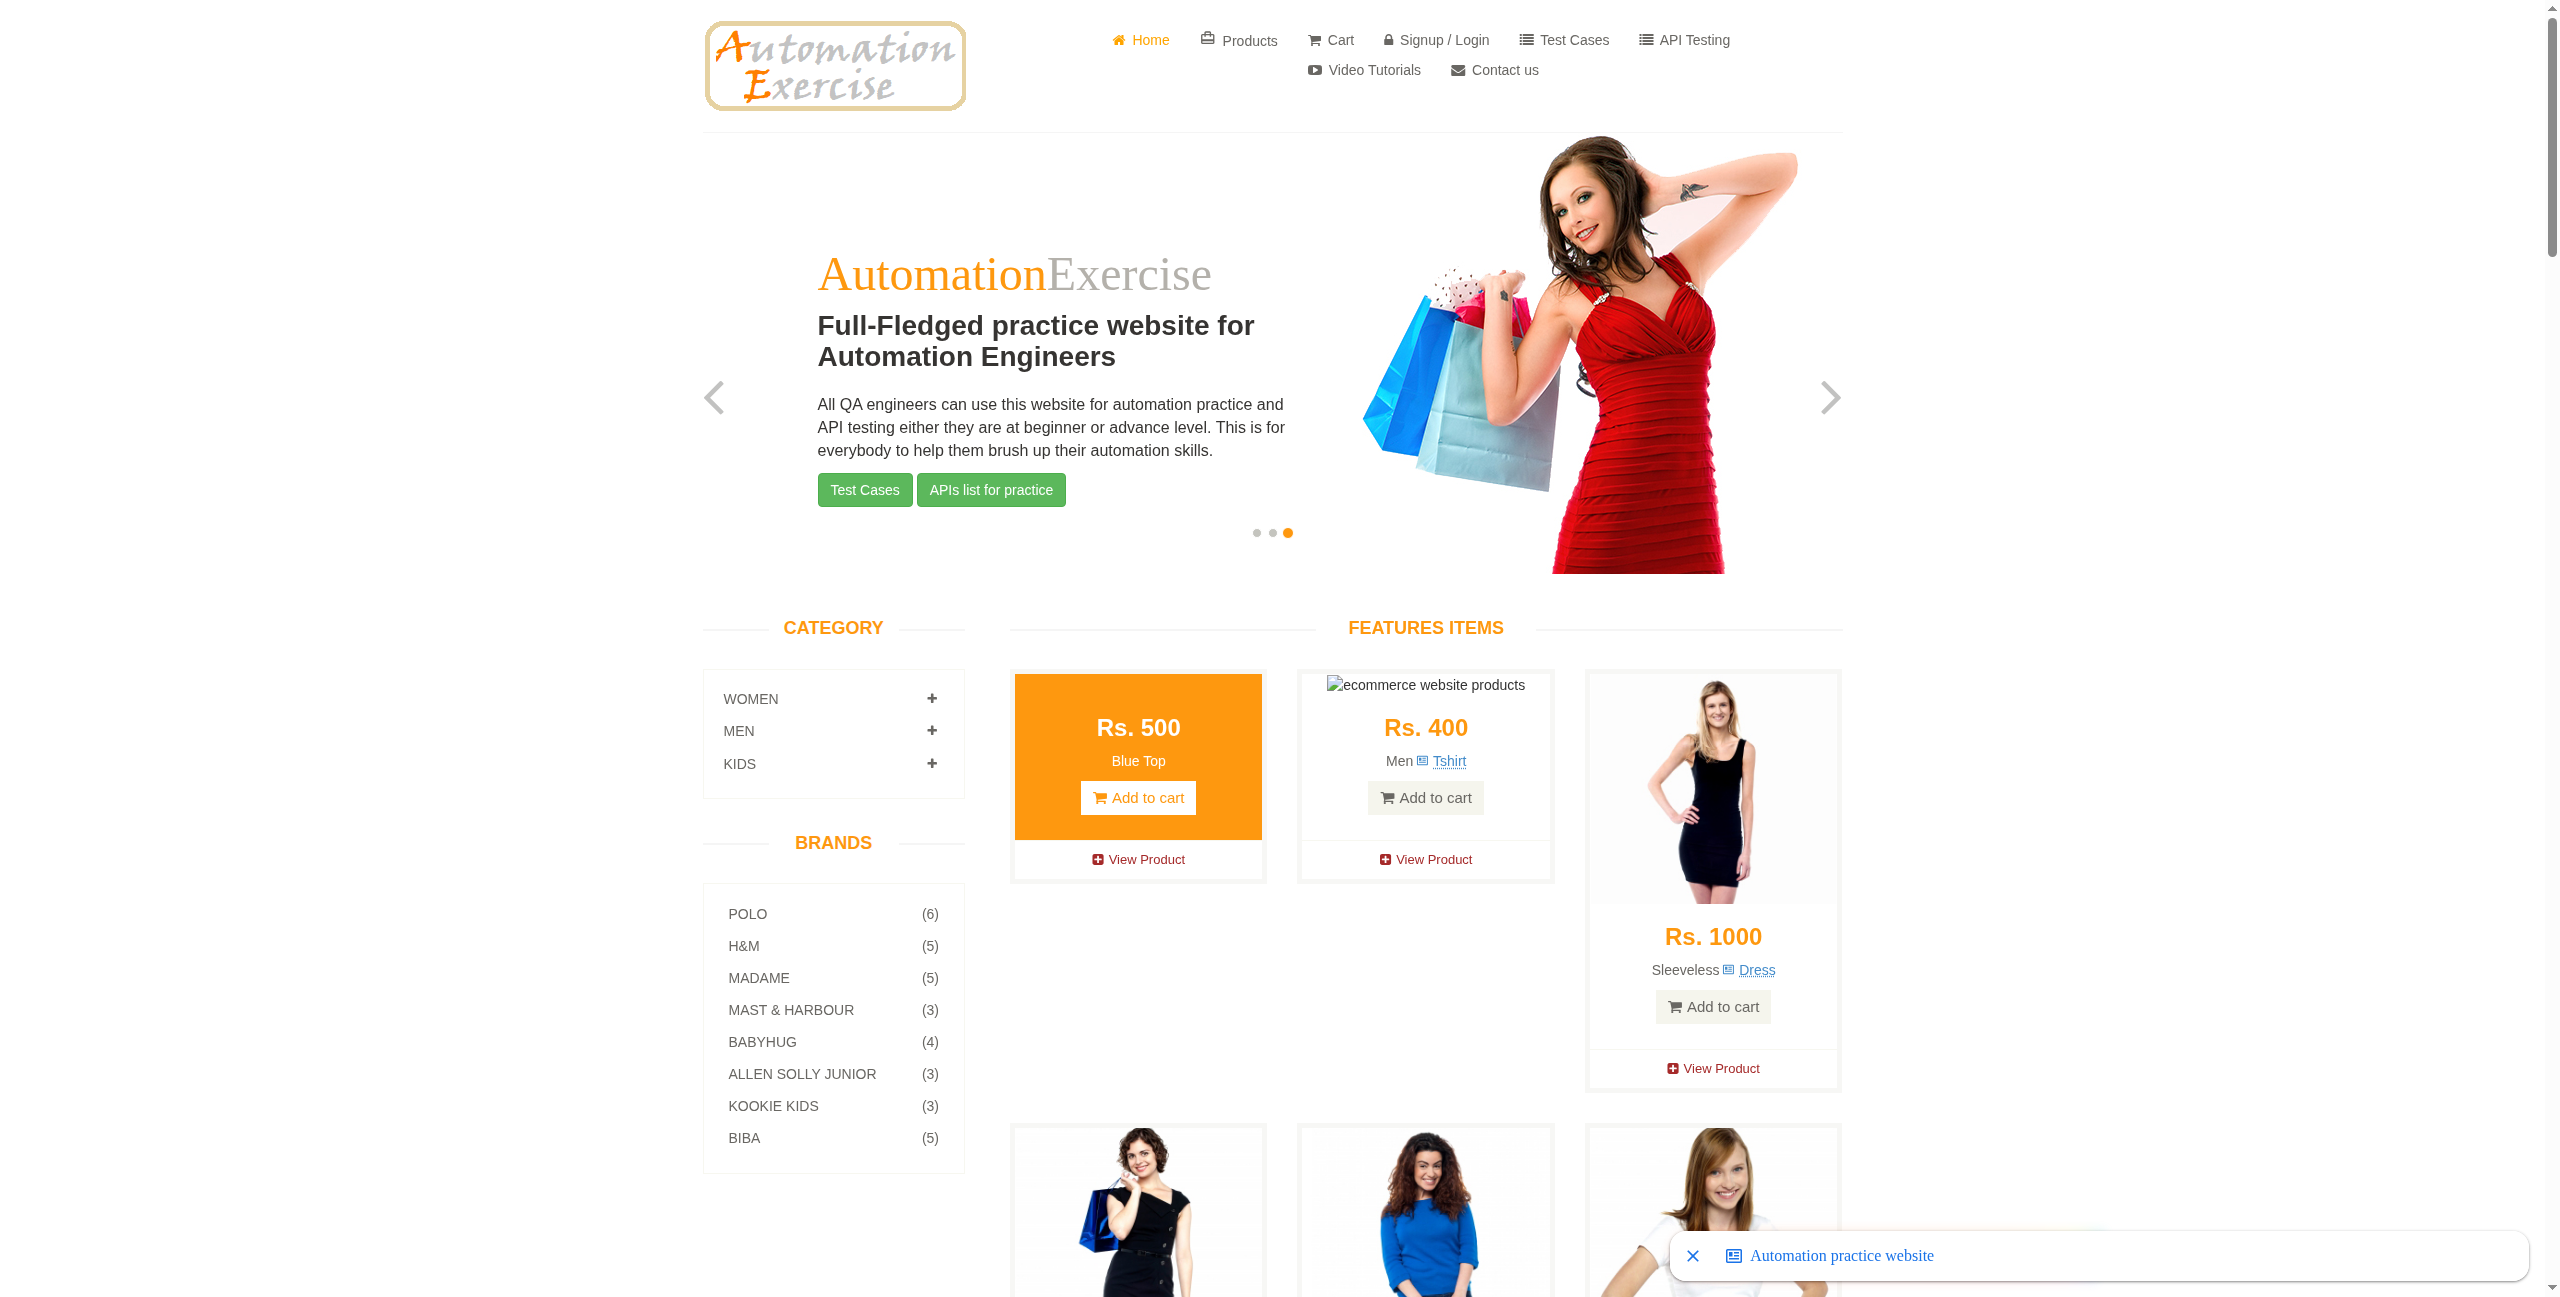 Automation
Exercise
Home
Products
Cart
Signup / Login
Test Cases
API Testing
Video Tutorials
Contact us
AutomationExercise
Full-Fledged practice website for
Automation Engineers
All QA engineers can use this website for automation practice and
API testing either they are at beginner or advance level. This is for
everybody to help them brush up their automation skills.
Test Cases
APIs list for practice
CATEGORY
WOMEN
MEN
KIDS
BRANDS
POLO (6)
H&M (5)
MADAME (5)
MAST & HARBOUR (3)
BABYHUG (4)
ALLEN SOLLY JUNIOR (3)
KOOKIE KIDS (3)
BIBA (5)
FEATURES ITEMS
Rs. 500
Blue Top
Add to cart
View Product
ecommerce website products
Rs. 400
Men Tshirt
Add to cart
View Product
Rs. 1000
Sleeveless Dress
Add to cart
View Product
Automation practice website